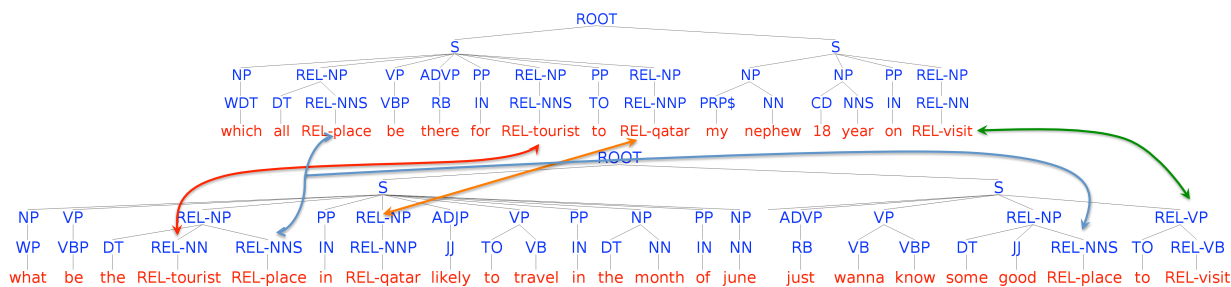 ROOT
S S
NP REL-NP VP ADVP PP REL-NP PP REL-NP NP NP PP REL-NP
WDT DT REL-NNS VBP RB IN REL-NNS TO REL-NNP PRP$ NN CD NNS IN REL-NN
which all REL-place be there for REL-tourist to REL-qatar my nephew 18 year on REL-visit
ROOT
S S
NP VP REL-NP PP REL-NP ADJP VP PP NP PP NP ADVP VP REL-NP REL-VP
WP VBP DT REL-NN REL-NNS IN REL-NNP JJ TO VB IN DT NN IN NN RB VB VBP DT JJ REL-NNS TO REL-VB
what be the REL-tourist REL-place in REL-qatar likely to travel in the month of june just wanna know some good REL-place to REL-visit